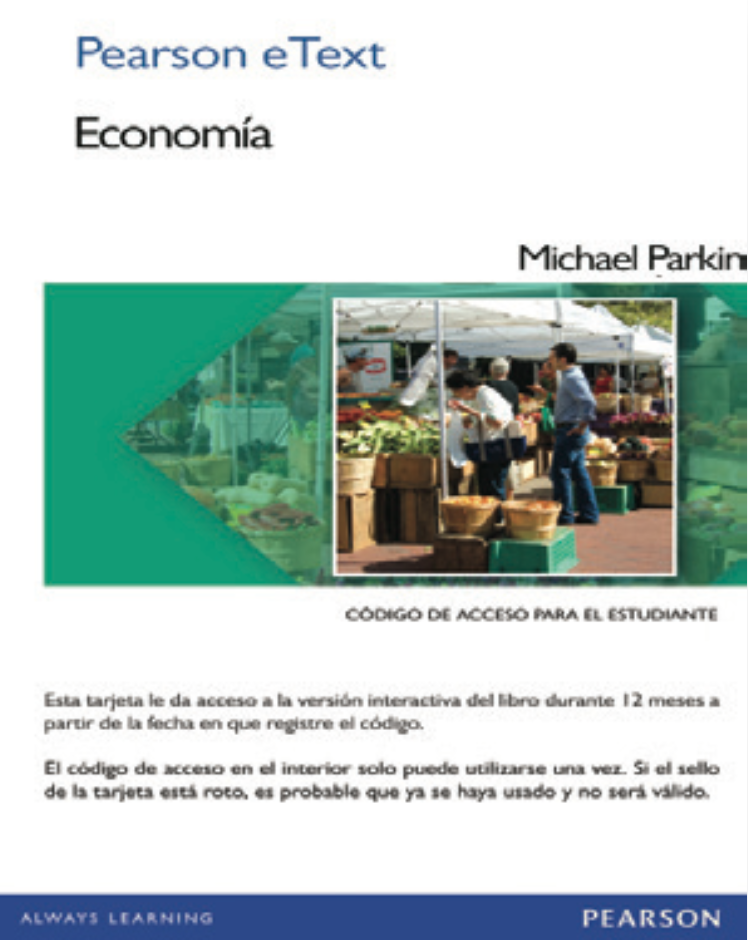 Pearson eText
Economía
Michael Parkin
CÓDIGO DE ACCESO PARA EL ESTUDIANTE
Esta tarjeta le da acceso a la versión interactiva del libro durante 12 meses a
partir de la fecha en que registre el código.
El código de acceso en el interior solo puede utilizarse una vez. Si el sello
de la tarjeta está roto, es probable que ya se haya usado y no será válido.
ALWAYS LEARNING
PEARSON